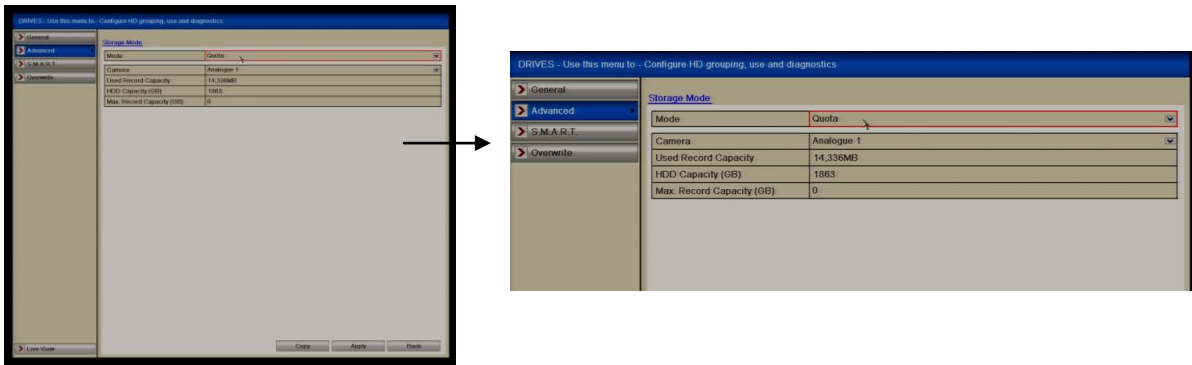 DRIVES - Use this menu to - Configure HD grouping, use and diagnostics
General
Advanced
S.M.A.R.T.
Overwrite
Live View
Storage Mode
Mode Quota
Camera Analogue 1
Used Record Capacity 14,336MB
HDD Capacity (GB) 1863
Max. Record Capacity (GB) 0
Copy Apply Back
DRIVES - Use this menu to - Configure HD grouping, use and diagnostics
General
Advanced
S.M.A.R.T.
Overwrite
Storage Mode
Mode Quota
Camera Analogue 1
Used Record Capacity 14,336MB
HDD Capacity (GB) 1863
Max. Record Capacity (GB) 0